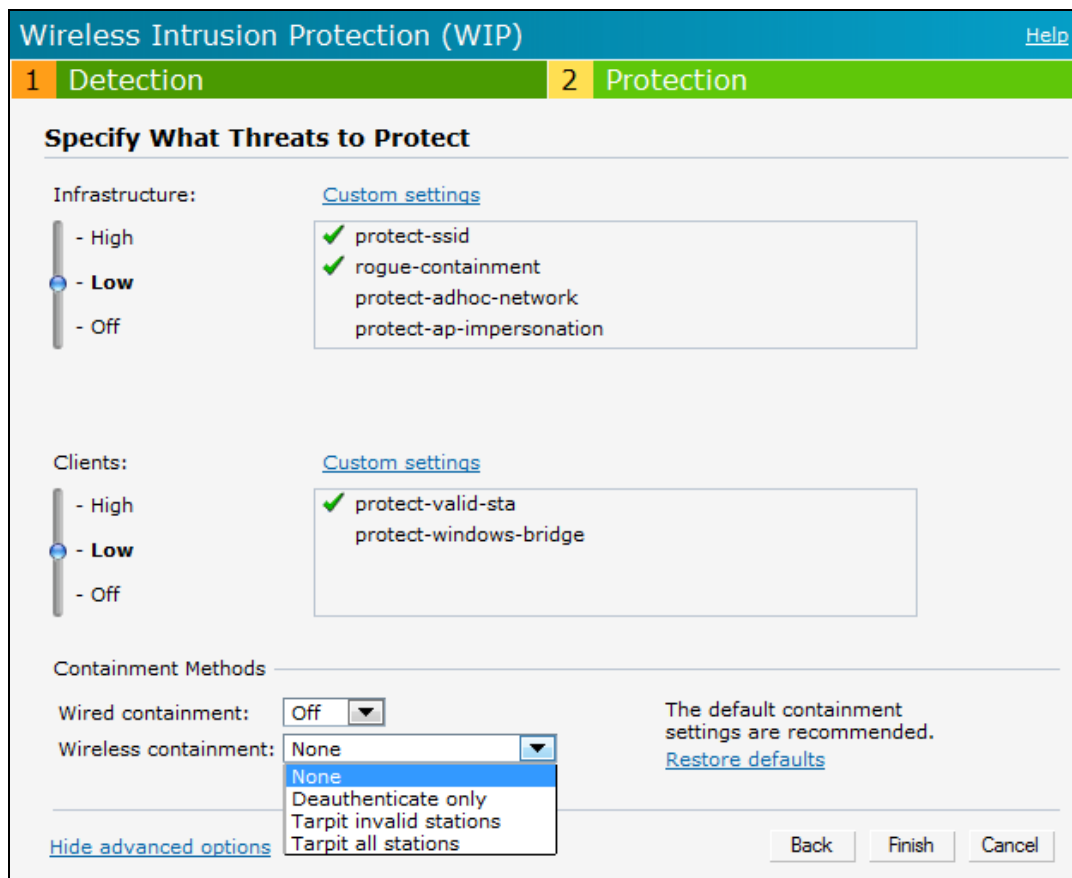 Wireless Intrusion Protection (WIP) Help
1 Detection 2 Protection
Specify What Threats to Protect
Infrastructure: Custom settings
- High
- Low
- Off
protect-ssid
rogue-containment
protect-adhoc-network
protect-ap-impersonation
Clients: Custom settings
- High
- Low
- Off
protect-valid-sta
protect-windows-bridge
Containment Methods
Wired containment: Off
Wireless containment: None
None
Deauthenticate only
Tarpit invalid stations
Tarpit all stations
The default containment
settings are recommended.
Restore defaults
Hide advanced options
Back Finish Cancel